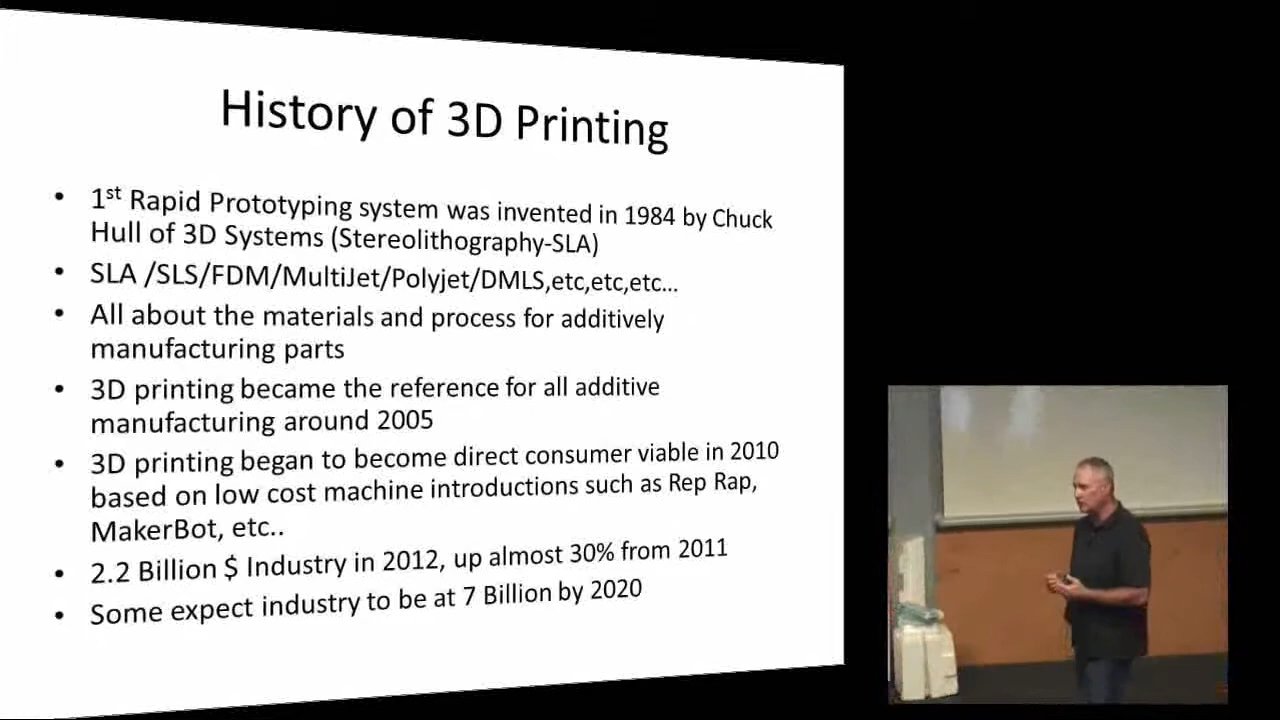 History of 3D Printing
• 1st Rapid Prototyping system was invented in 1984 by Chuck
Hull of 3D Systems (Stereolithography-SLA)
• SLA /SLS/FDM/MultiJet/Polyjet/DMLS,etc,etc,etc…
• All about the materials and process for additively
manufacturing parts
• 3D printing became the reference for all additive
manufacturing around 2005
• 3D printing began to become direct consumer viable in 2010
based on low cost machine introductions such as Rep Rap,
MakerBot, etc..
• 2.2 Billion $ Industry in 2012, up almost 30% from 2011
• Some expect industry to be at 7 Billion by 2020